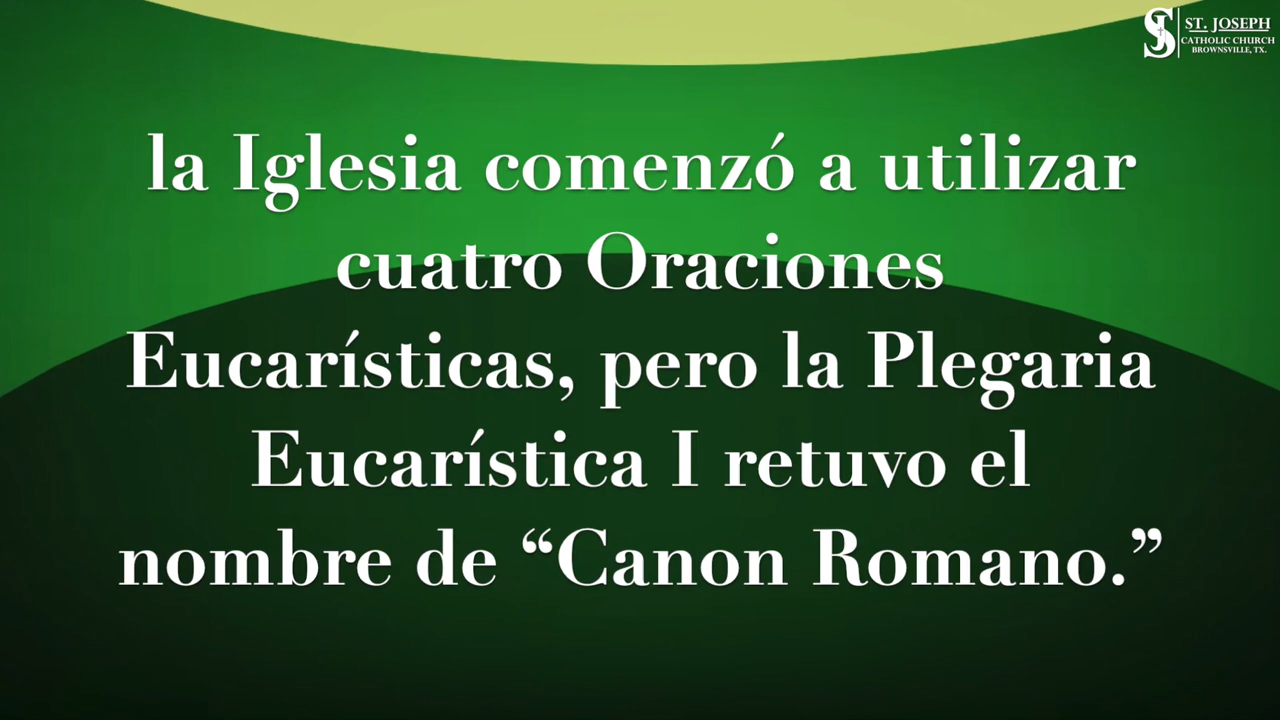 ST. JOSEPH
CATHOLIC CHURCH
BROWNSVILLE, TX.
la Iglesia comenzó a utilizar
cuatro Oraciones
Eucarísticas, pero la Plegaria
Eucarística I retuvo el
nombre de “Canon Romano.”